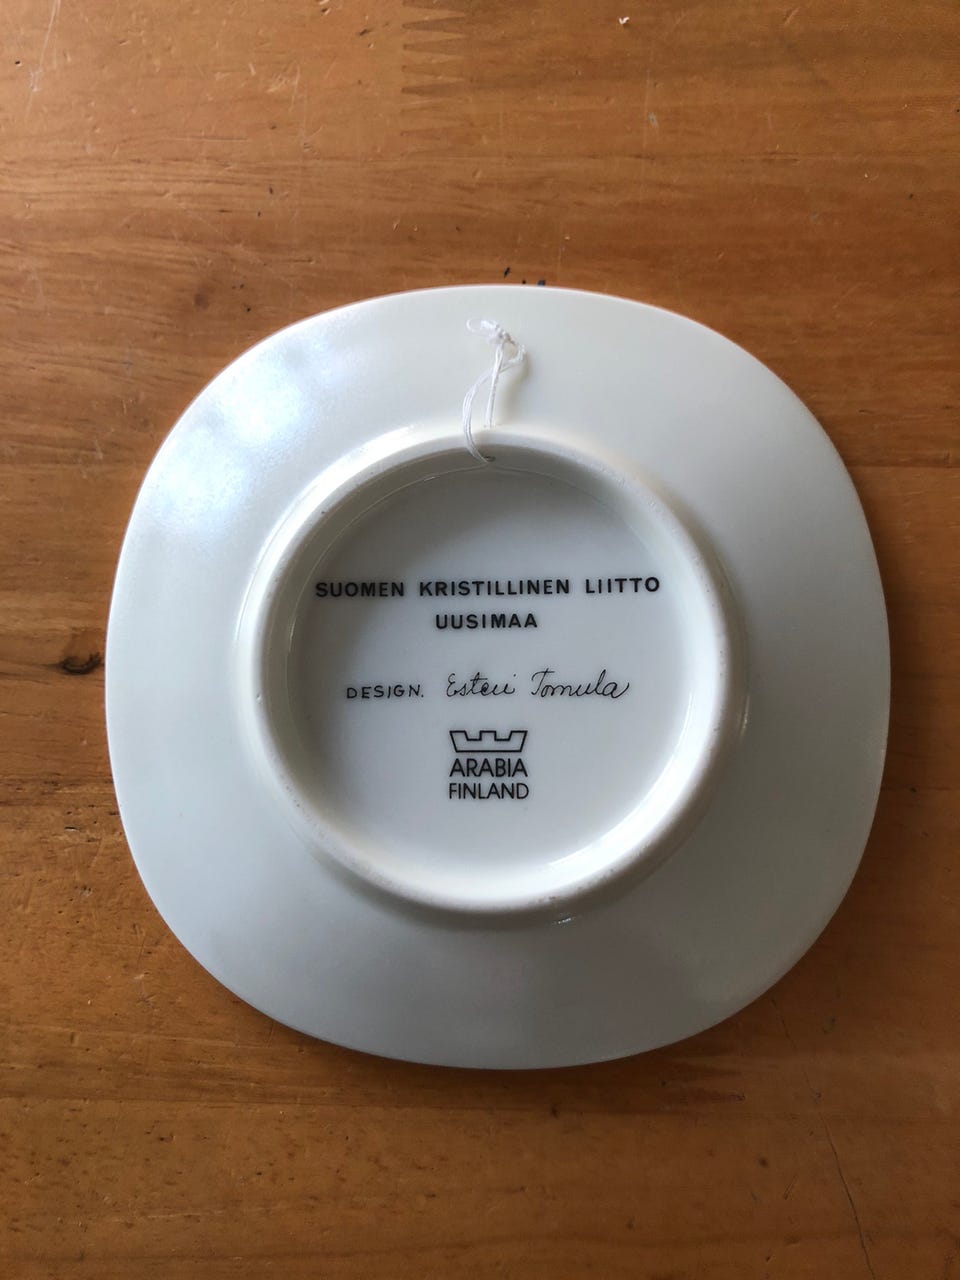 SUOMEN KRISTILLINEN LIITTO
UUSIMAA
DESIGN. Esteri Tomula
ARABIA
FINLAND